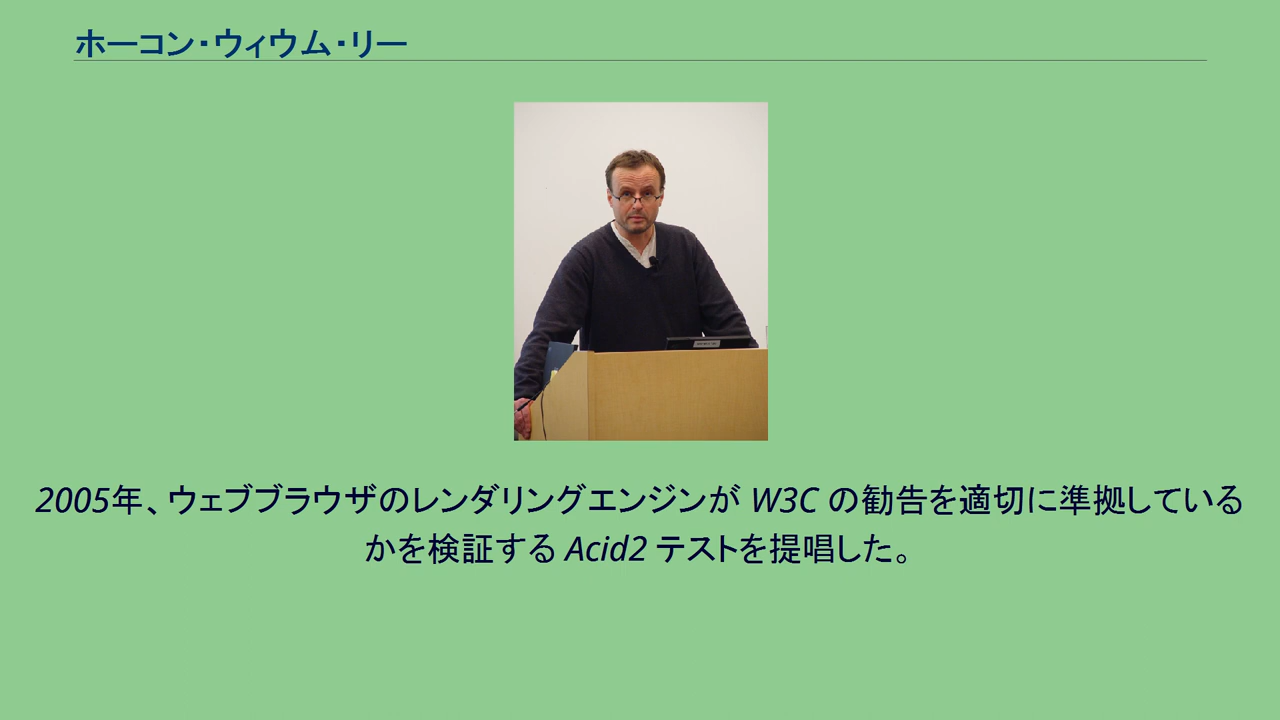 ホーコン・ウィウム・リー
2005年、ウェブブラウザのレンダリングエンジンが W3C の勧告を適切に準拠している
かを検証する Acid2 テストを提唱した。